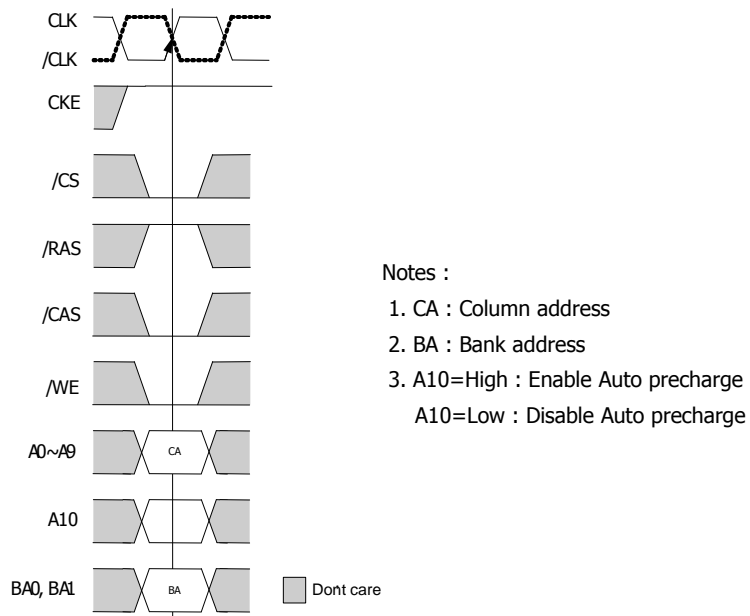 CLK
/CLK
CKE
/CS
/RAS
/CAS
/WE
A0~A9
CA
A10
BA0, BA1
BA
Dont care
Notes :
1. CA : Column address
2. BA : Bank address
3. A10=High : Enable Auto precharge
A10=Low : Disable Auto precharge